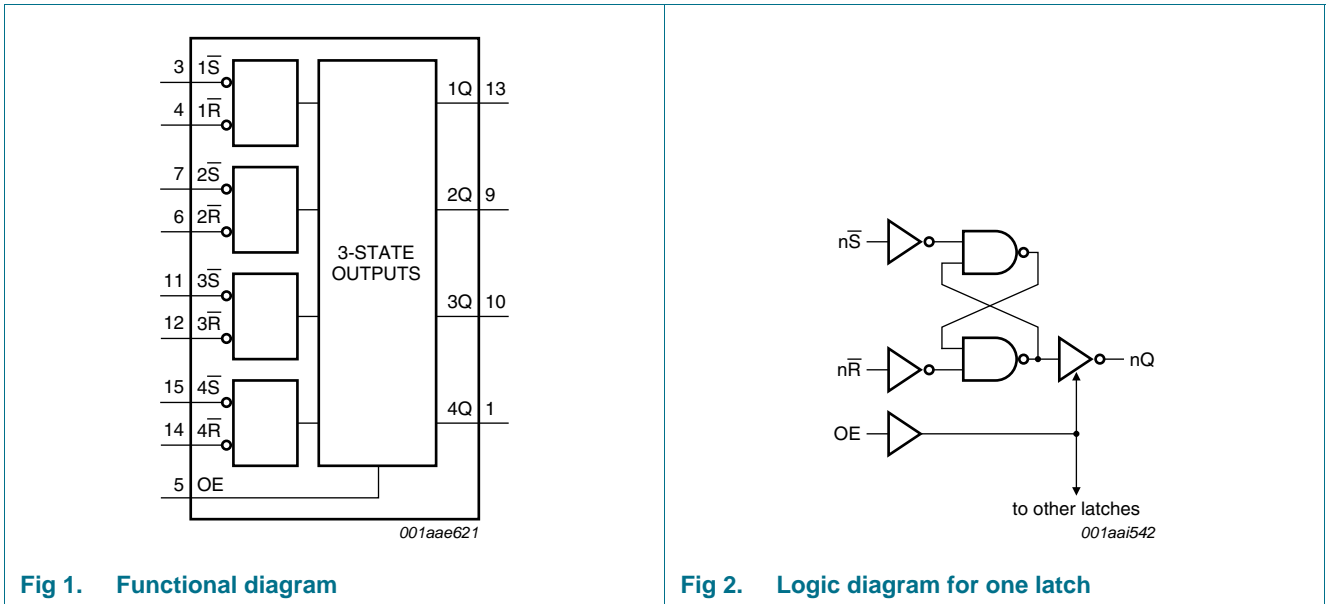 3 1S̅
4 1R̅
7 2S̅
6 2R̅
11 3S̅
12 3R̅
15 4S̅
14 4R̅
5 OE
3-STATE
OUTPUTS
1Q 13
2Q 9
3Q 10
4Q 1
001aae621
Fig 1. Functional diagram
nS̅
nR̅
OE
nQ
to other latches
001aai542
Fig 2. Logic diagram for one latch